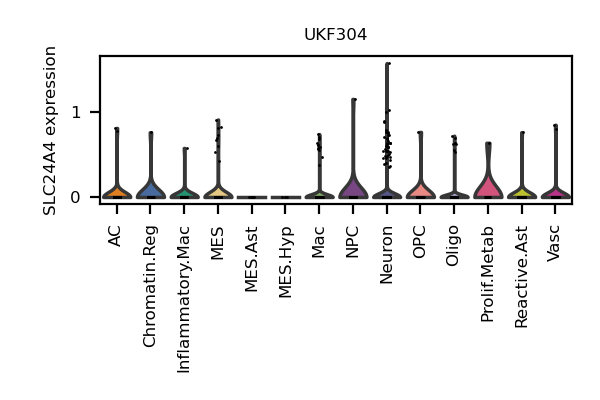 UKF304
SLC24A4 expression
1
0
AC
Chromatin.Reg
Inflammatory.Mac
MES
MES.Ast
MES.Hyp
Mac
NPC
Neuron
OPC
Oligo
Prolif.Metab
Reactive.Ast
Vasc